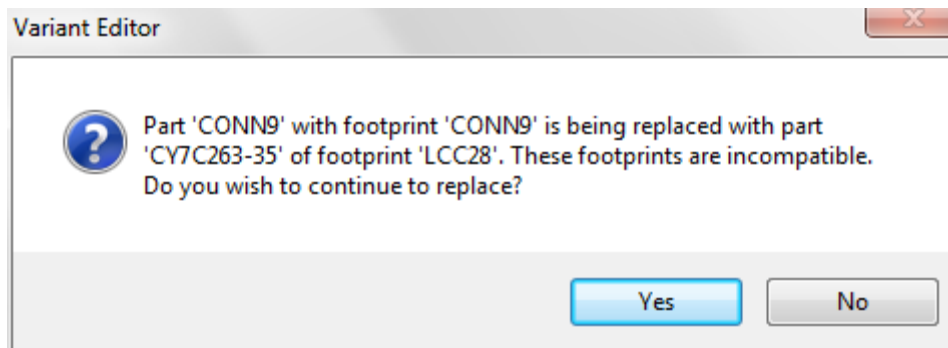 Variant Editor
Part 'CONN9' with footprint 'CONN9' is being replaced with part
'CY7C263-35' of footprint 'LCC28'. These footprints are incompatible.
Do you wish to continue to replace?
Yes
No